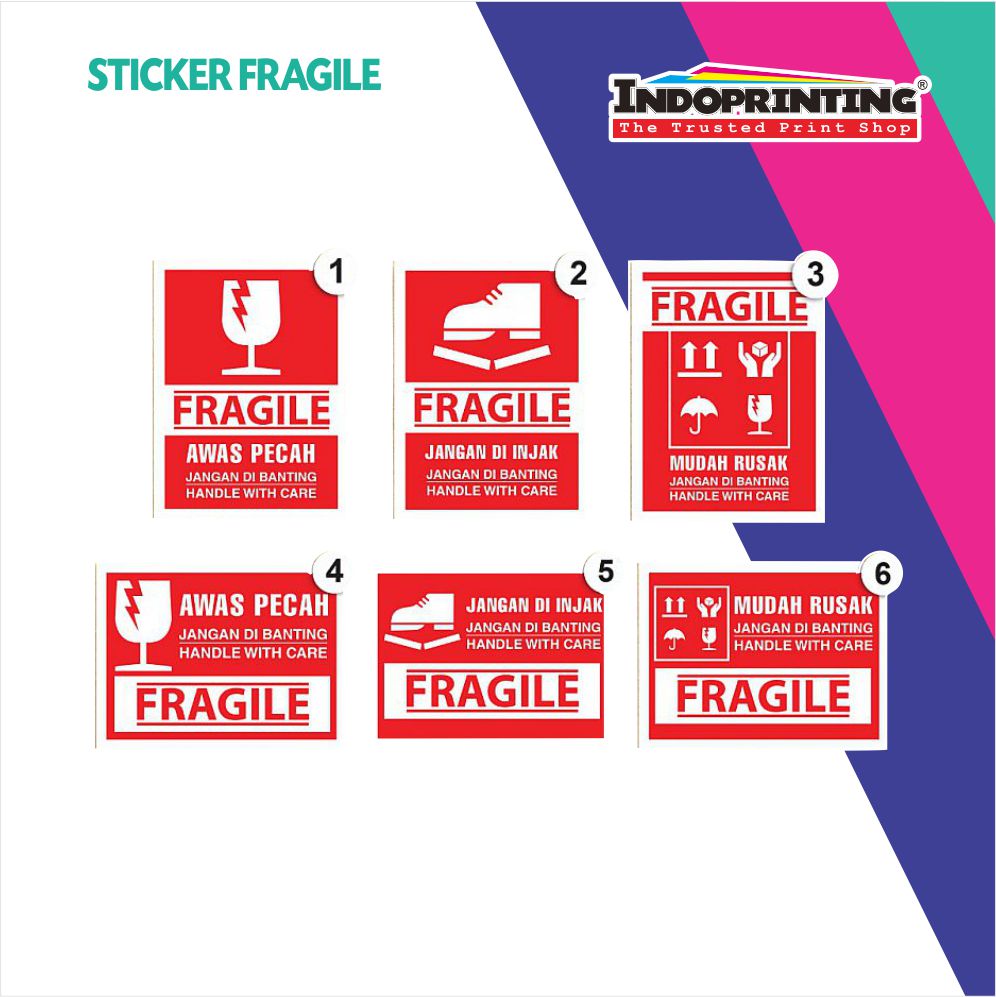 STICKER FRAGILE
INDOPRINTING®
The Trusted Print Shop
1
FRAGILE
AWAS PECAH
JANGAN DI BANTING
HANDLE WITH CARE
2
FRAGILE
JANGAN DI INJAK
JANGAN DI BANTING
HANDLE WITH CARE
3
FRAGILE
MUDAH RUSAK
JANGAN DI BANTING
HANDLE WITH CARE
4
AWAS PECAH
JANGAN DI BANTING
HANDLE WITH CARE
FRAGILE
5
JANGAN DI INJAK
JANGAN DI BANTING
HANDLE WITH CARE
FRAGILE
6
MUDAH RUSAK
JANGAN DI BANTING
HANDLE WITH CARE
FRAGILE